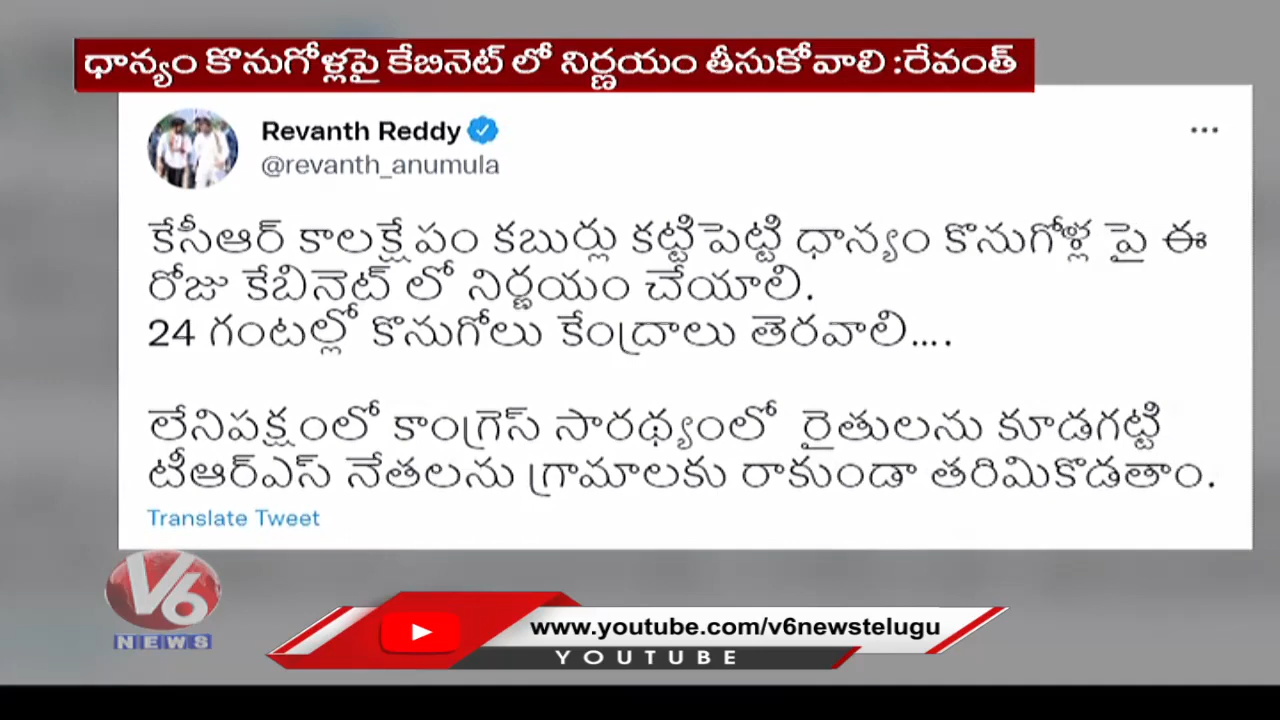 ధాన్యం కొనుగోళ్లపై కేబినెట్ లో నిర్ణయం తీసుకోవాలి :రేవంత్
Revanth Reddy
@revanth_anumula
కేసీఆర్ కాలక్షేపం కబుర్లు కట్టిపెట్టి ధాన్యం కొనుగోళ్ల పై ఈ
రోజు కేబినెట్ లో నిర్ణయం చేయాలి.
24 గంటల్లో కొనుగోలు కేంద్రాలు తెరవాలి....
లేనిపక్షంలో కాంగ్రెస్ సారథ్యంలో రైతులను కూడగట్టి
టీఆర్ఎస్ నేతలను గ్రామాలకు రాకుండా తరిమికొడతాం.
Translate Tweet
V6
NEWS
www.youtube.com/v6newstelugu
YOUTUBE